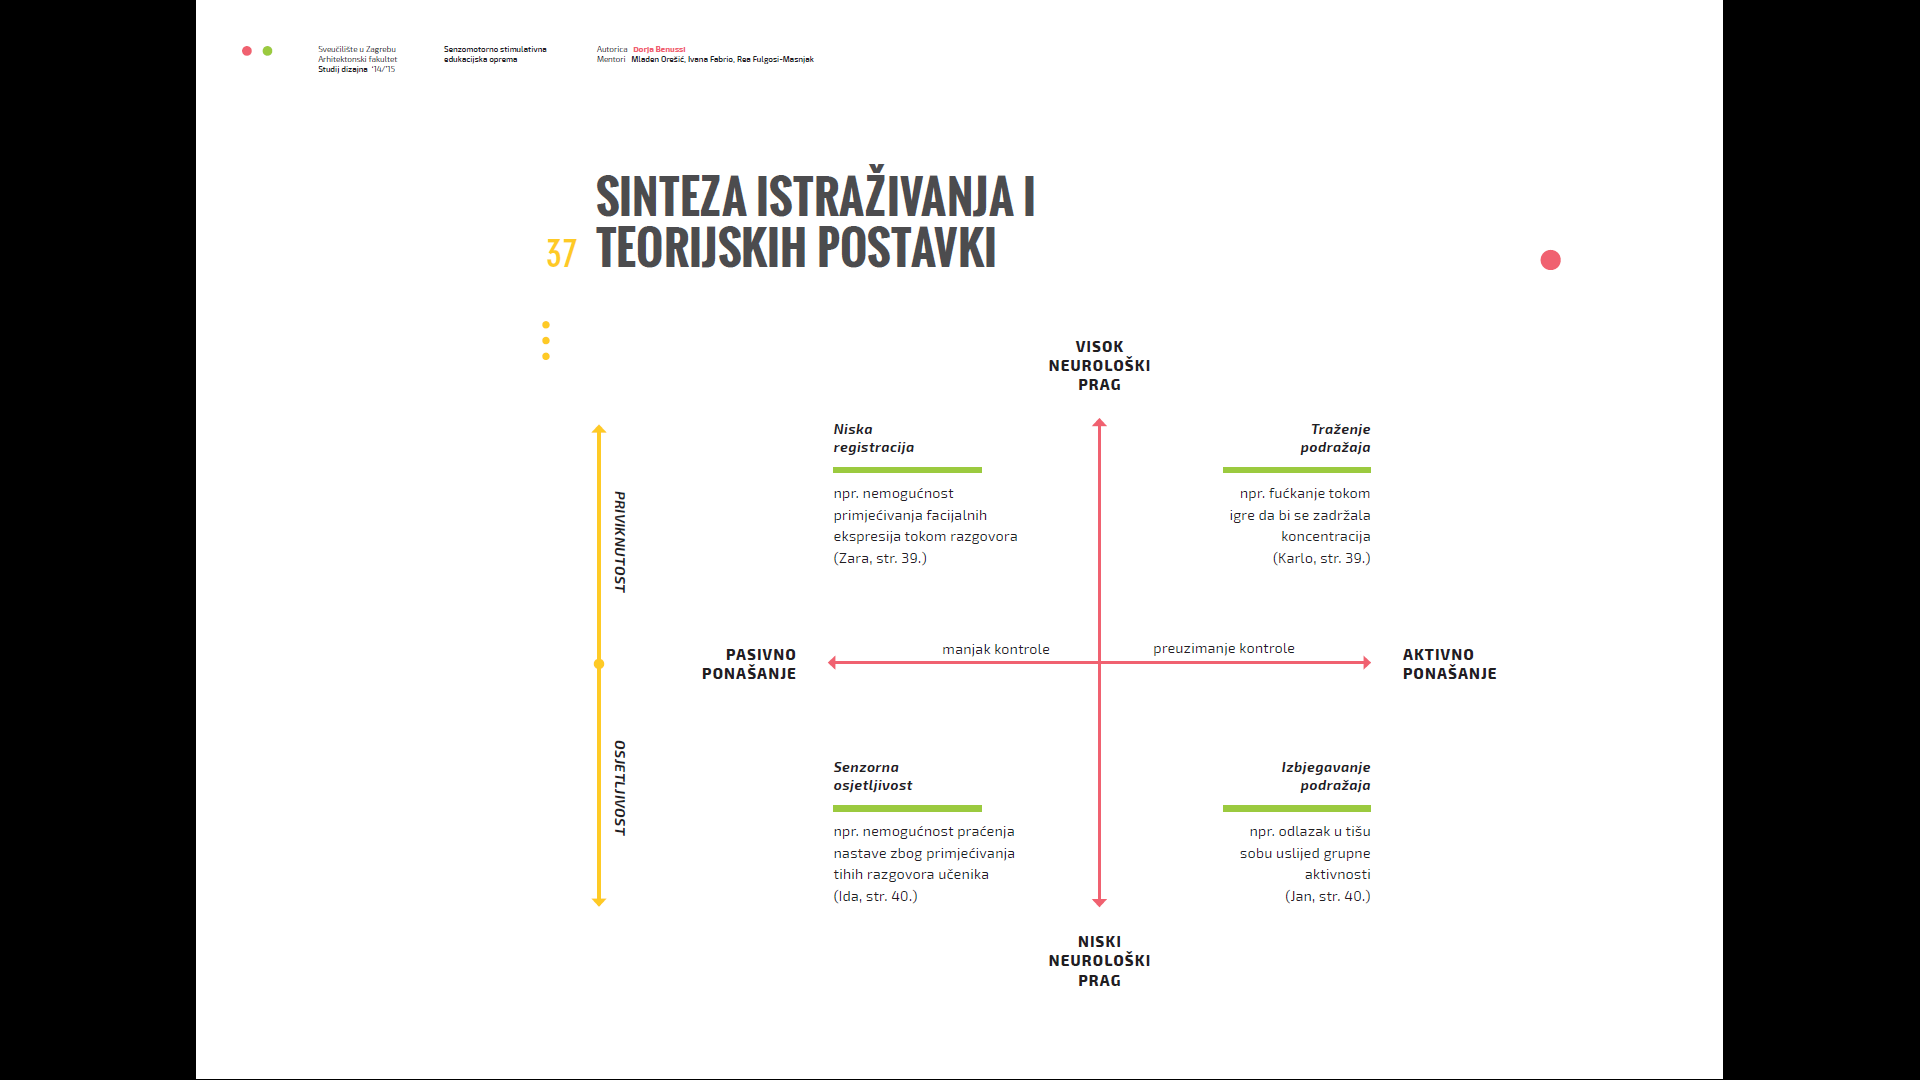 Sveučilište u Zagrebu
Arhitektonski fakultet
Studij dizajna '14/'15
Senzomotorno stimulativna
edukacijska oprema
Autorica Dorja Benussi
Mentori Mladen Orešić, Ivana Fabrio, Rea Fulgosi-Masnjak
SINTEZA ISTRAŽIVANJA I
37 TEORIJSKIH POSTAVKI
VISOK
NEUROLOŠKI
PRAG
PRIVIKNUTOST
OSJETLJIVOST
Niska
registracija
npr. nemogućnost
primjećivanja facijalnih
ekspresija tokom razgovora
(Zara, str. 39.)
Traženje
podražaja
npr. fućkanje tokom
igre da bi se zadržala
koncentracija
(Karlo, str. 39.)
PASIVNO
PONAŠANJE
manjak kontrole
preuzimanje kontrole
AKTIVNO
PONAŠANJE
Senzorna
osjetljivost
npr. nemogućnost praćenja
nastave zbog primjećivanja
tihih razgovora učenika
(Ida, str. 40.)
Izbjegavanje
podražaja
npr. odlazak u tišu
sobu uslijed grupne
aktivnosti
(Jan, str. 40.)
NISKI
NEUROLOŠKI
PRAG